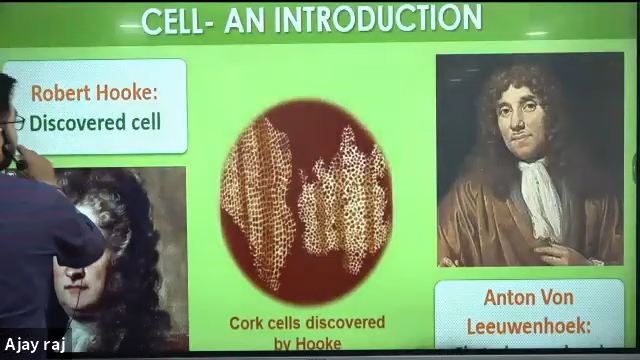 CELL- AN INTRODUCTION
Robert Hooke:
Discovered cell
Cork cells discovered
by Hooke
Anton Von
Leeuwenhoek:
Ajay raj